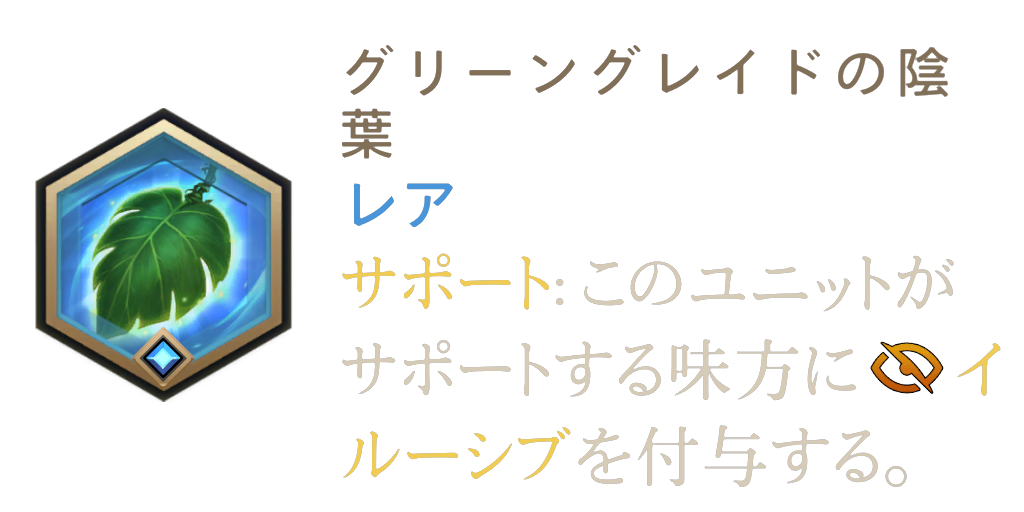 グリーングレイドの陰
葉
レア
サポート: このユニットが
サポートする味方に イ
ルーシブを付与する。